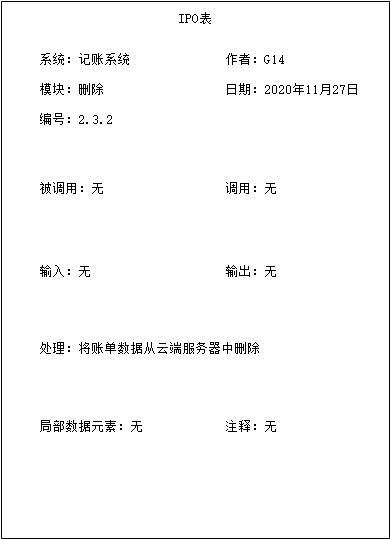 IPO表
系统：记账系统 作者：G14
模块：删除 日期：2020年11月27日
编号：2.3.2
被调用：无 调用：无
输入：无 输出：无
处理：将账单数据从云端服务器中删除
局部数据元素：无 注释：无